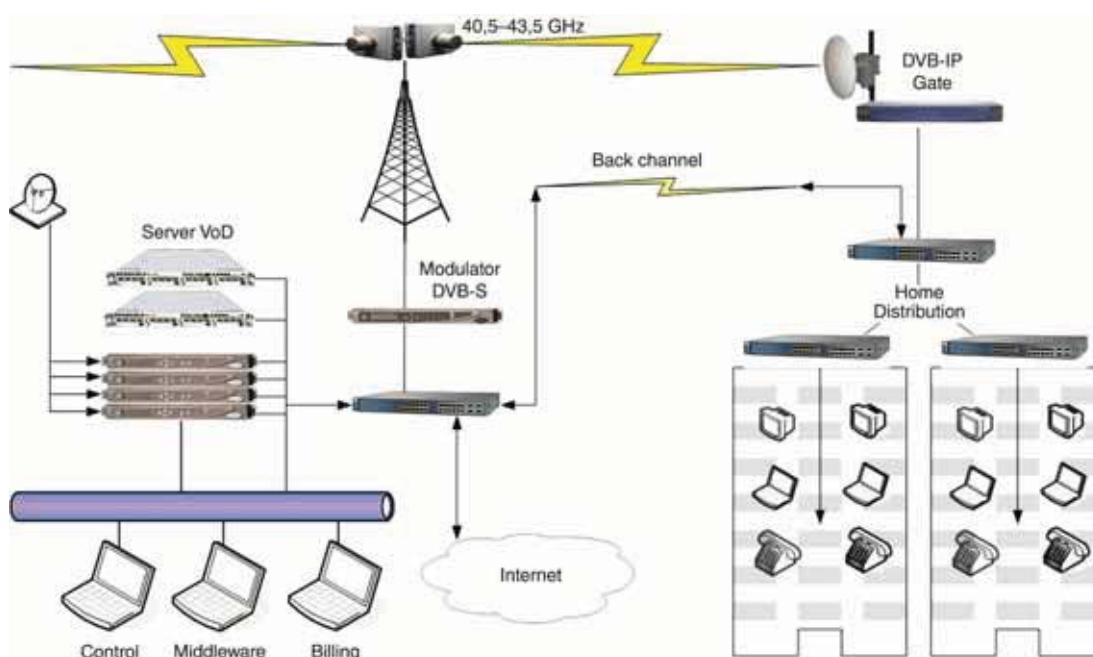 40,5–43,5 GHz
DVB-IP
Gate
Back channel
Server VoD
Modulator
DVB-S
Home
Distribution
Internet
Control
Middleware
Billing